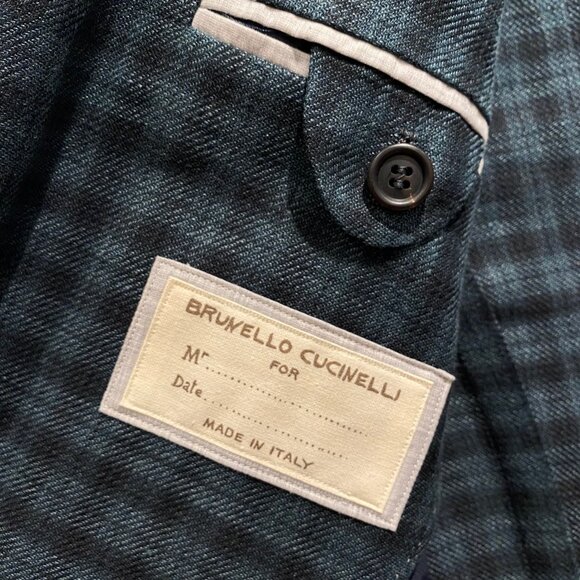 BRUNELLO CUCINELLI
FOR
Mr....................................
Date....................................
MADE IN ITALY